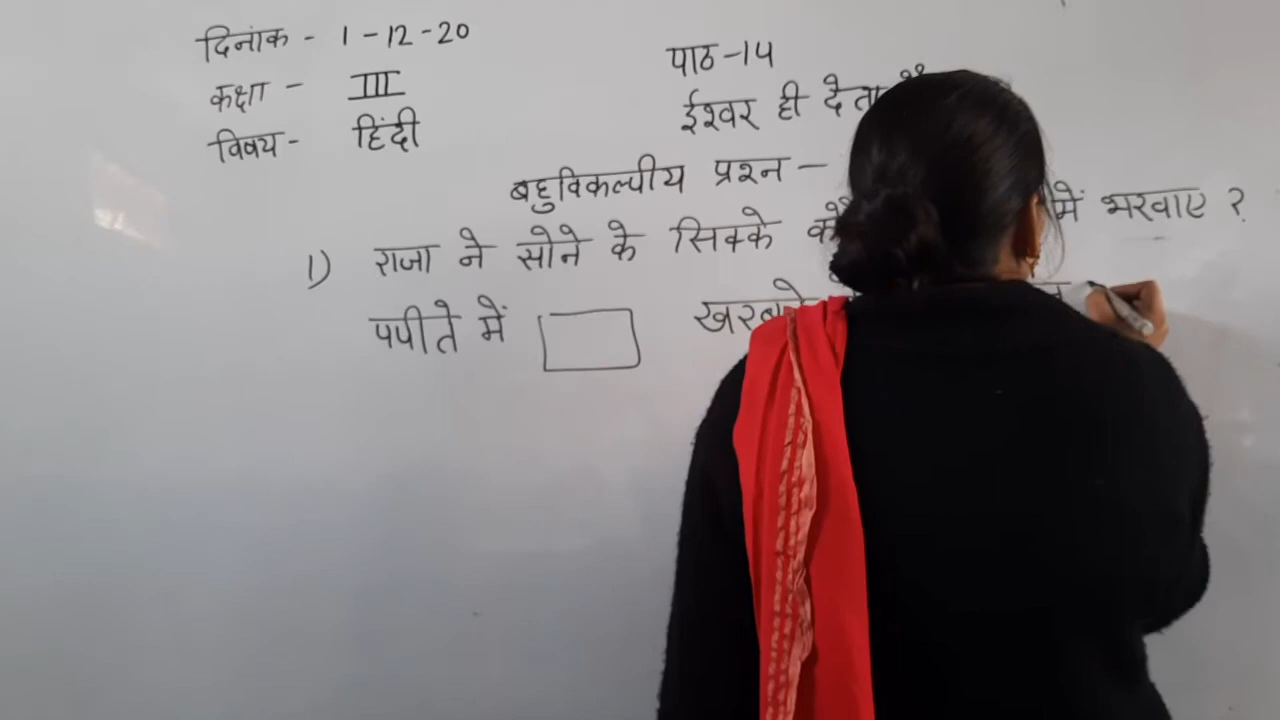 दिनांक - 1-12-20
कक्षा - III
विषय - हिंदी
पाठ-14
ईश्वर ही देता
बहुविकल्पीय प्रश्न -
1) राजा ने सोने के सिक्के में भरवाए ?
पपीते में